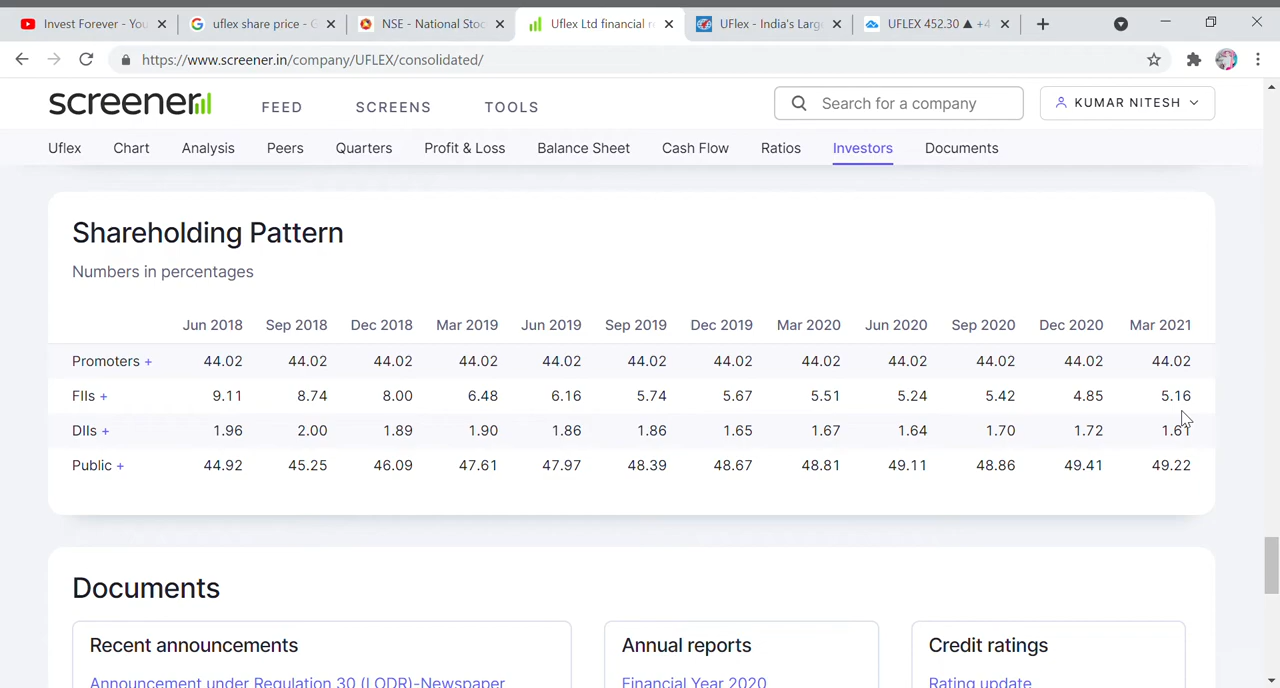 Invest Forever - You
uflex share price - G
NSE - National Stoc
Uflex Ltd financial r
UFlex - India's Larg
UFLEX 452.30 ▲ +4
https://www.screener.in/company/UFLEX/consolidated/
screener
FEED
SCREENS
TOOLS
Search for a company
KUMAR NITESH
Uflex
Chart
Analysis
Peers
Quarters
Profit & Loss
Balance Sheet
Cash Flow
Ratios
Investors
Documents
Shareholding Pattern
Numbers in percentages
Jun 2018 Sep 2018 Dec 2018 Mar 2019 Jun 2019 Sep 2019 Dec 2019 Mar 2020 Jun 2020 Sep 2020 Dec 2020 Mar 2021
Promoters + 44.02 44.02 44.02 44.02 44.02 44.02 44.02 44.02 44.02 44.02 44.02 44.02
FIIs + 9.11 8.74 8.00 6.48 6.16 5.74 5.67 5.51 5.24 5.42 4.85 5.16
DIIs + 1.96 2.00 1.89 1.90 1.86 1.86 1.65 1.67 1.64 1.70 1.72 1.61
Public + 44.92 45.25 46.09 47.61 47.97 48.39 48.67 48.81 49.11 48.86 49.41 49.22
Documents
Recent announcements
Announcement under Regulation 30 (LODR)-Newspaper
Annual reports
Financial Year 2020
Credit ratings
Rating update